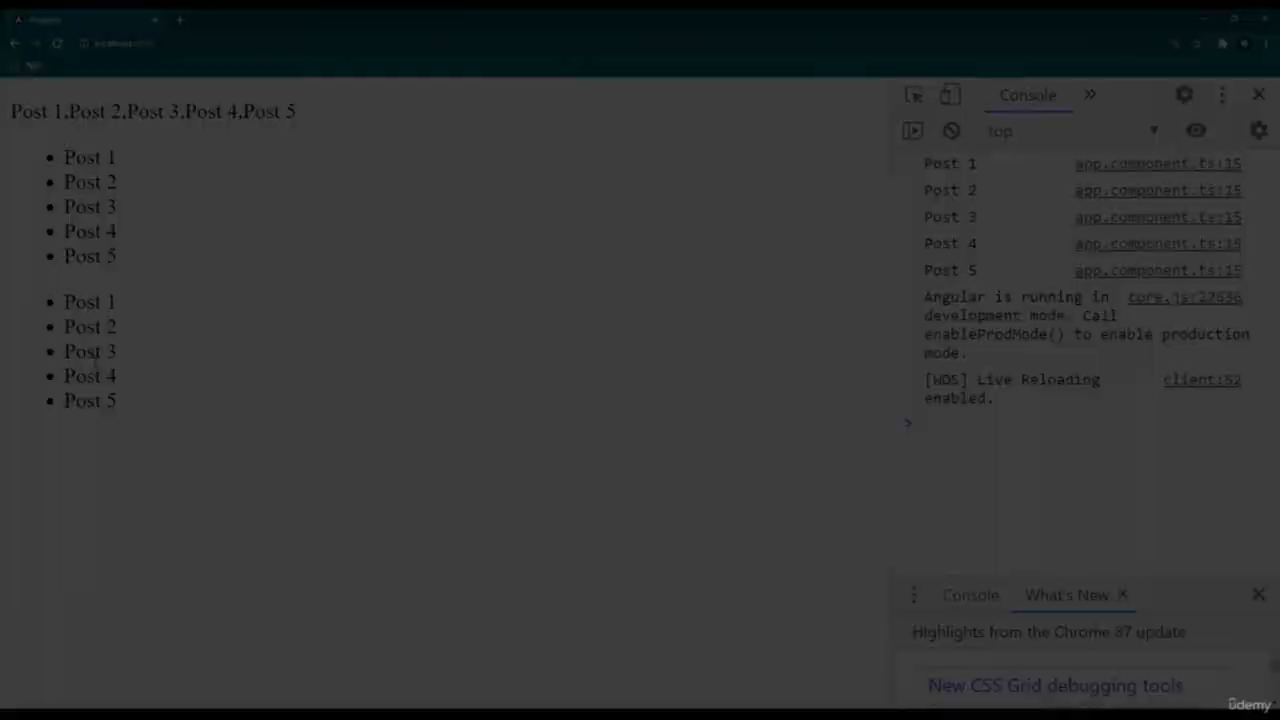 Post 1,Post 2,Post 3,Post 4,Post 5
Post 1
Post 2
Post 3
Post 4
Post 5
Post 1
Post 2
Post 3
Post 4
Post 5
Console
top
Post 1 app.component.ts:15
Post 2 app.component.ts:15
Post 3 app.component.ts:15
Post 4 app.component.ts:15
Post 5 app.component.ts:15
Angular is running in core.js:27636
development mode. Call
enableProdMode() to enable production
mode.
[WDS] Live Reloading client:52
enabled.
Console What's New
Highlights from the Chrome 87 update
New CSS Grid debugging tools
ûdemy